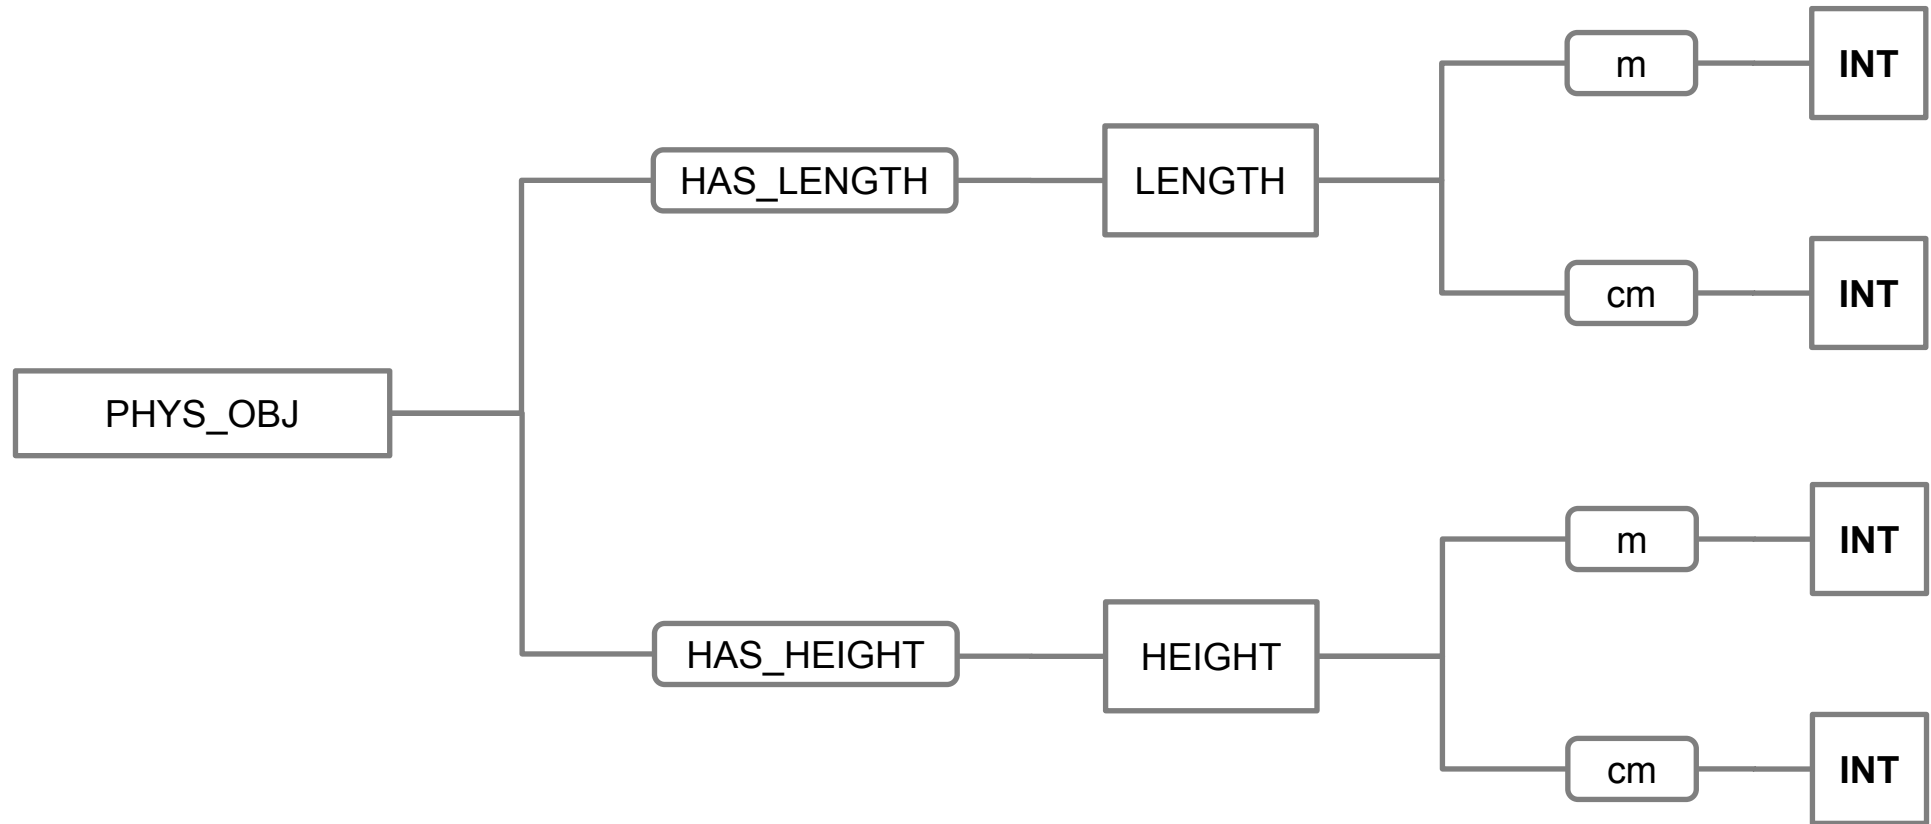 PHYS_OBJ
HAS_LENGTH
LENGTH
m
INT
cm
INT
HAS_HEIGHT
HEIGHT
m
INT
cm
INT